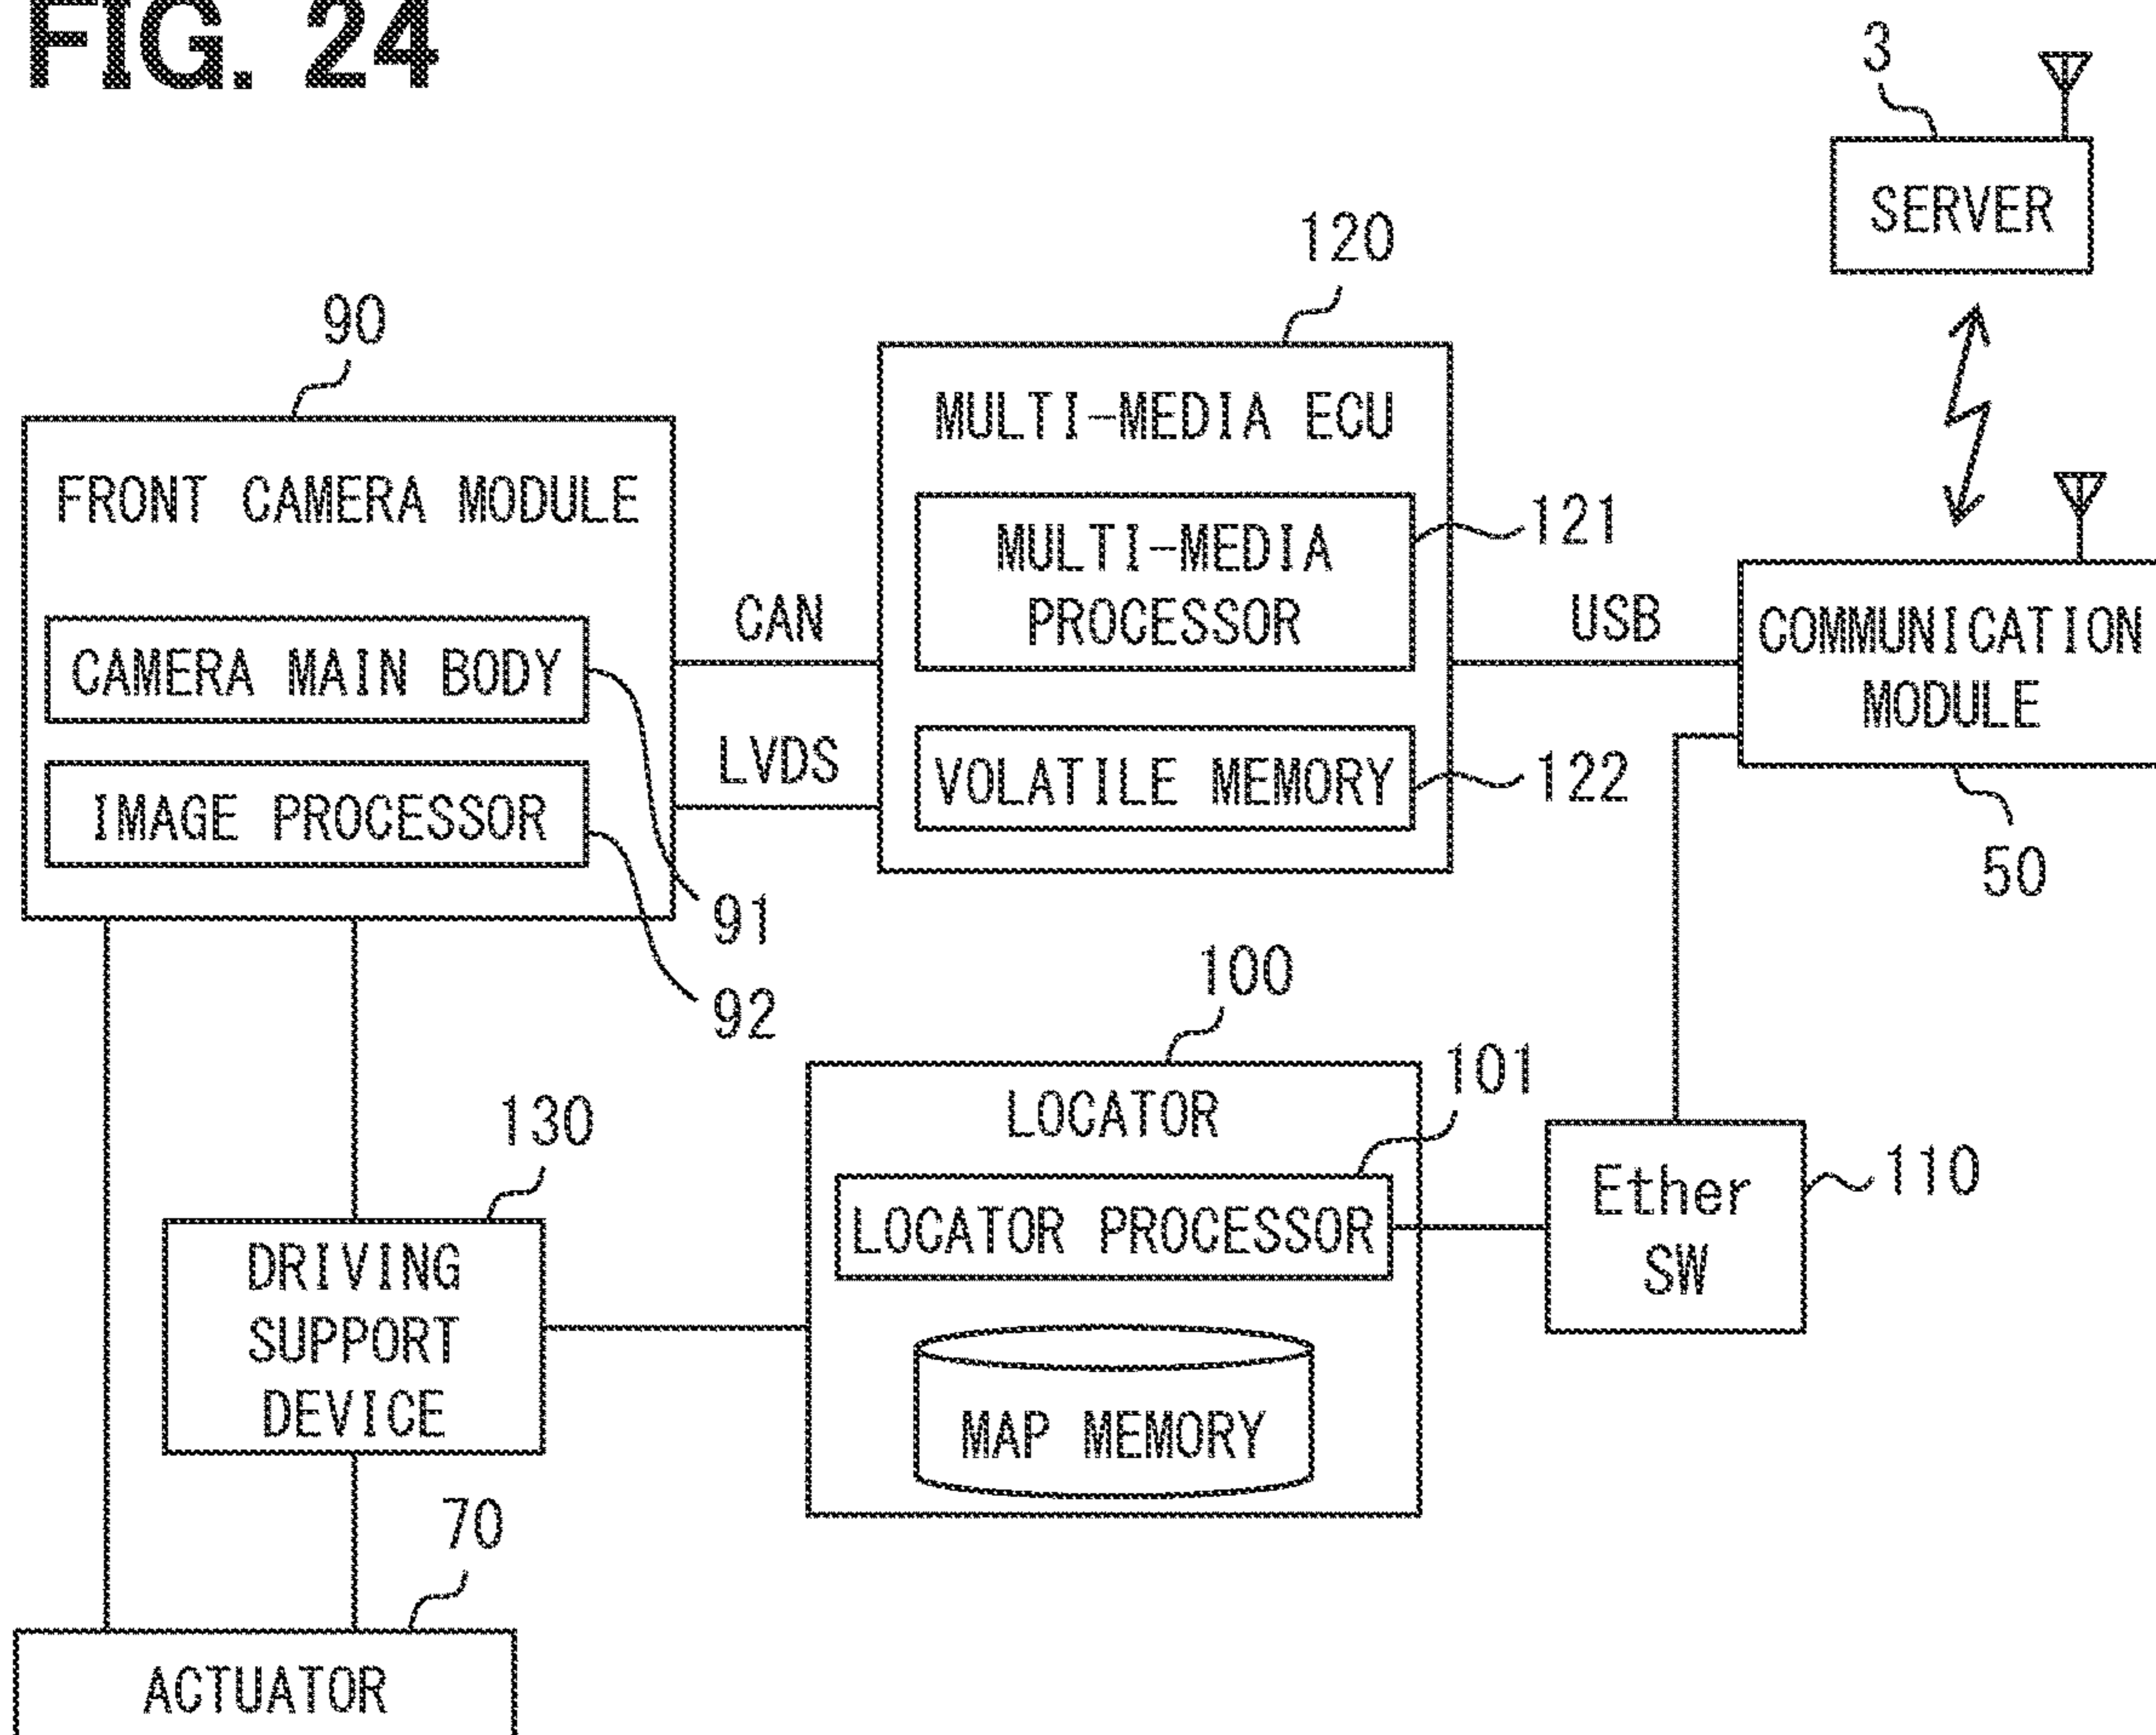 FIG. 24
3
SERVER
120
90
MULTI-MEDIA ECU
FRONT CAMERA MODULE
MULTI-MEDIA
PROCESSOR
121
CAN
USB
COMMUNICATION
MODULE
CAMERA MAIN BODY
LVDS
VOLATILE MEMORY
122
IMAGE PROCESSOR
50
91
92
100
101
LOCATOR
130
LOCATOR PROCESSOR
Ether
SW
110
DRIVING
SUPPORT
DEVICE
MAP MEMORY
70
ACTUATOR